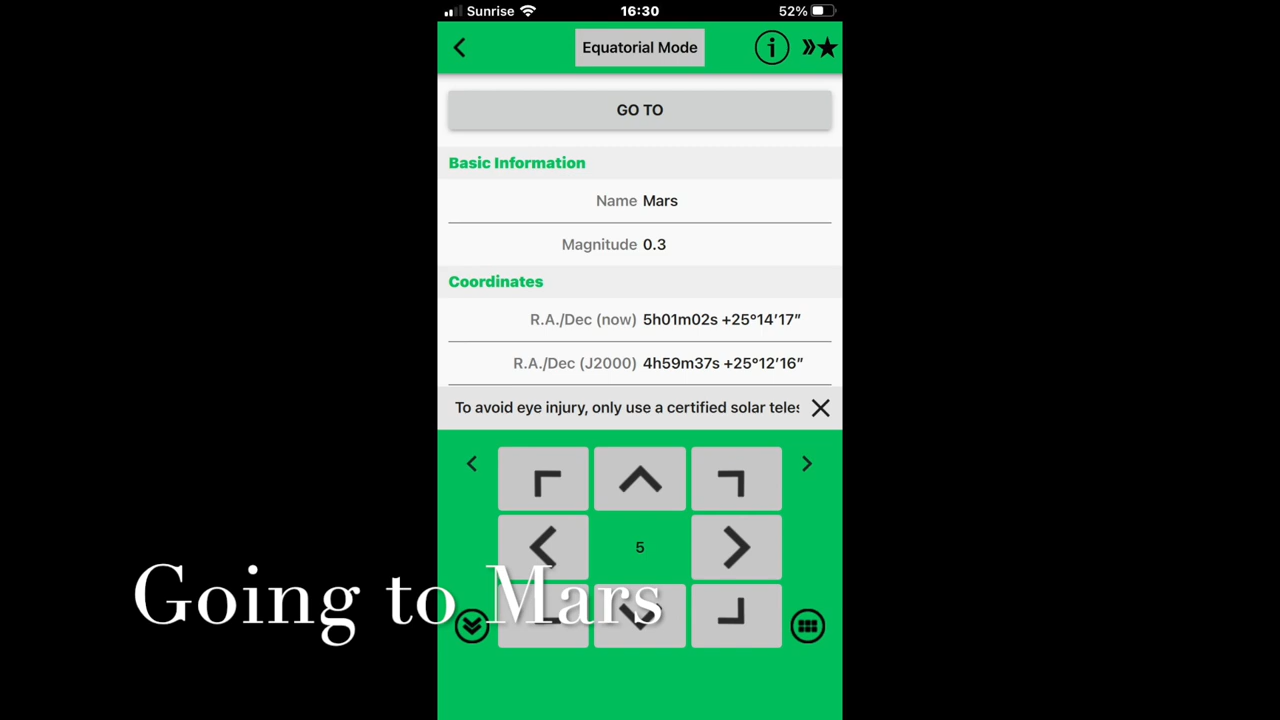 Sunrise 16:30 52%
Equatorial Mode
GO TO
Basic Information
Name Mars
Magnitude 0.3
Coordinates
R.A./Dec (now) 5h01m02s +25°14’17”
R.A./Dec (J2000) 4h59m37s +25°12’16”
To avoid eye injury, only use a certified solar
5
Going to Mars